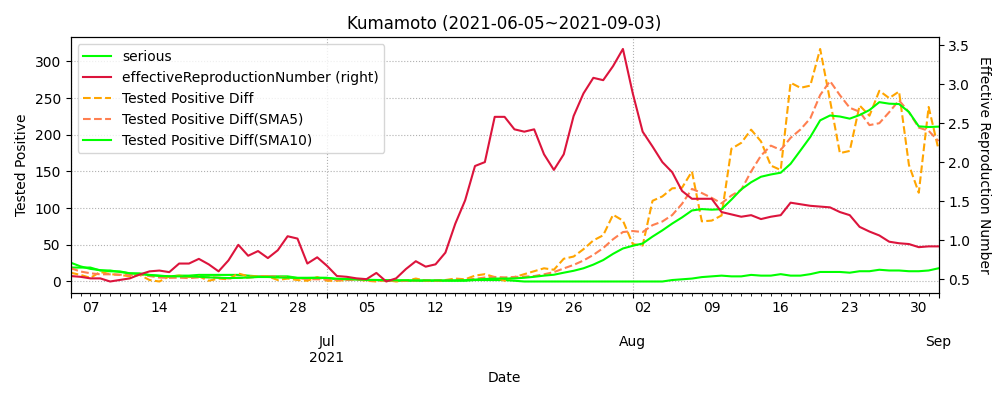 Kumamoto (2021-06-05~2021-09-03)
serious
effectiveReproductionNumber (right)
Tested Positive Diff
Tested Positive Diff(SMA5)
Tested Positive Diff(SMA10)
Tested Positive
300
250
200
150
100
50
0
3.5
3.0
2.5
2.0
1.5
1.0
0.5
Effective Reproduction Number
07 14 21 28 05 12 19 26 02 09 16 23 30
Jul Aug Sep
2021
Date